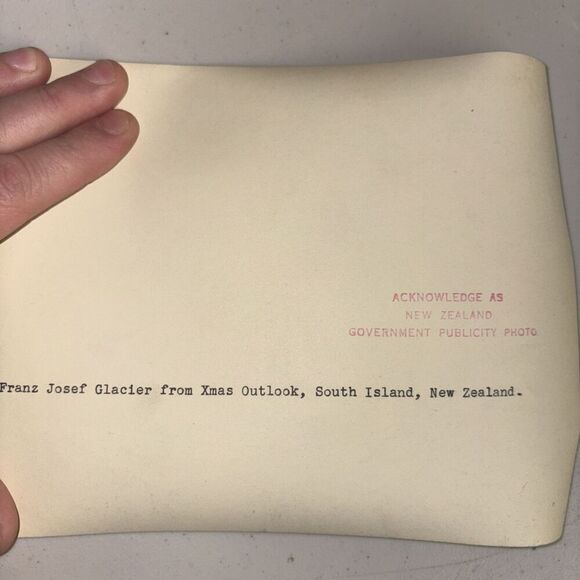 ACKNOWLEDGE AS
NEW ZEALAND
GOVERNMENT PUBLICITY PHOTO
Franz Josef Glacier from Xmas Outlook, South Island, New Zealand.